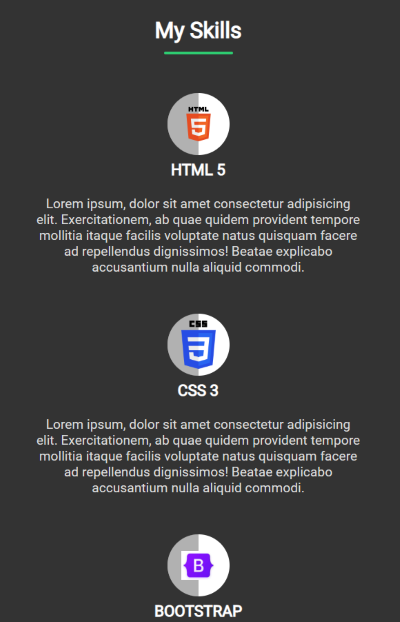 My Skills
HTML
5
HTML 5
Lorem ipsum, dolor sit amet consectetur adipisicing
elit. Exercitationem, ab quae quidem provident tempore
mollitia itaque facilis voluptate natus quisquam facere
ad repellendus dignissimos! Beatae explicabo
accusantium nulla aliquid commodi.
CSS
3
CSS 3
Lorem ipsum, dolor sit amet consectetur adipisicing
elit. Exercitationem, ab quae quidem provident tempore
mollitia itaque facilis voluptate natus quisquam facere
ad repellendus dignissimos! Beatae explicabo
accusantium nulla aliquid commodi.
B
BOOTSTRAP